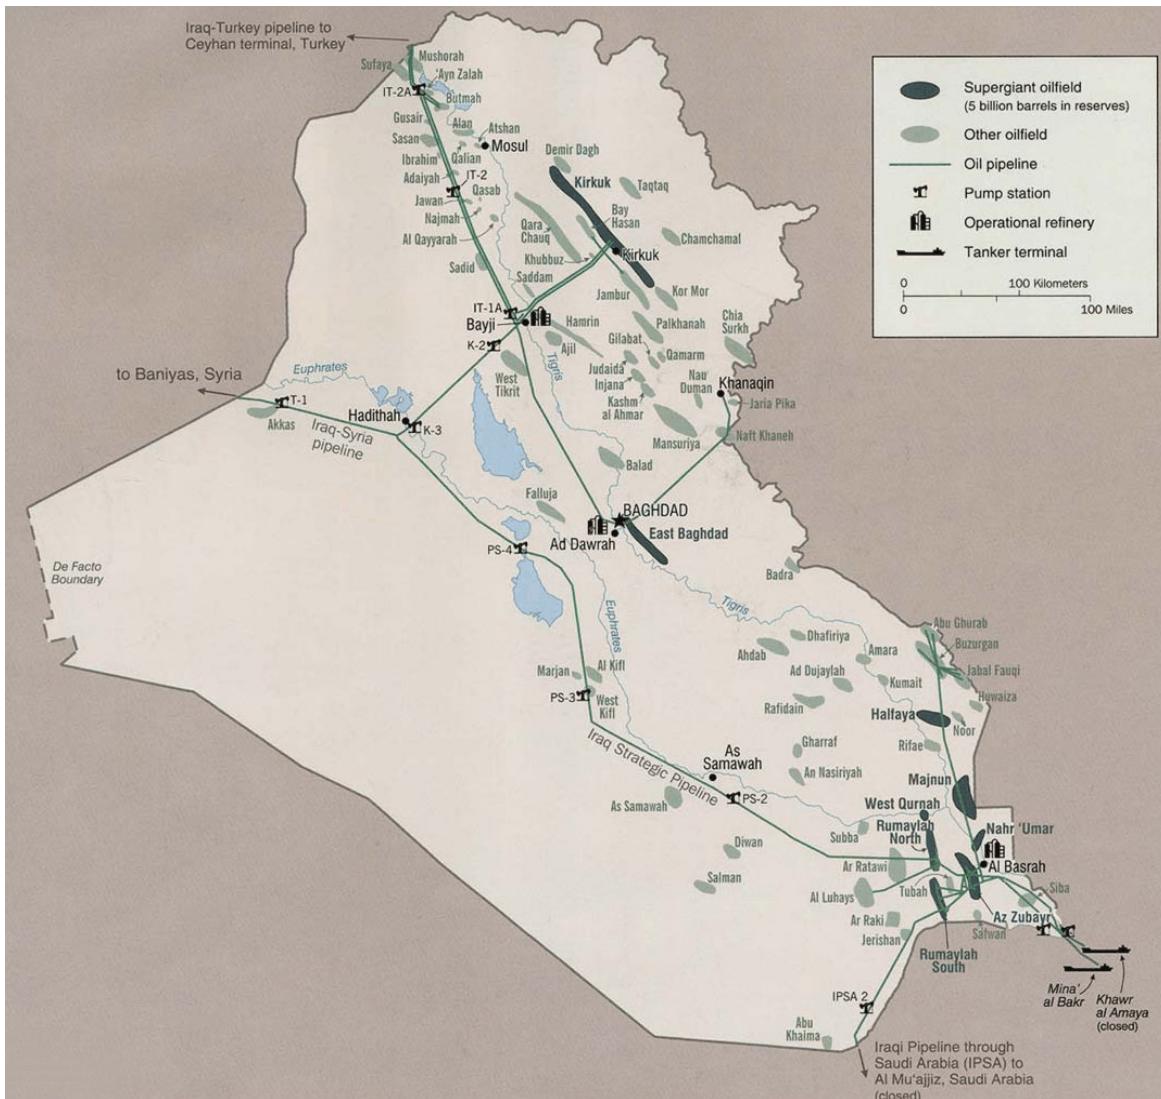 Iraq-Turkey pipeline to
Ceyhan terminal, Turkey
Mushorah
Sufaya
'Ayn Zalah
IT-2A
Butmah
Gusair
Alan
Atshan
Sasan
Mosul
Ibrahim
Qalian
Demir Dagh
Adaiyah
IT-2
Kirkuk
Taqtaq
Jawan
Qasab
Najmah
Bay
Hasan
Qara
Chauq
Al Qayyarah
Chamchamal
Khubbuz
Kirkuk
Sadid
Saddam
Jambur
Kor Mor
IT-1A
Bayji
Hamrin
Palkhanah
Chia
Surkh
K-2
Ajil
Gilabat
Qamarm
Judaida
Injana
Nau
Duman
Khanaqin
Kashm
al Ahmar
Jaria Pika
West
Tikrit
Tigris
Euphrates
to Baniyas, Syria
T-1
Hadithah
Akkas
K-3
Iraq-Syria
pipeline
Mansuriya
Naft Khaneh
Balad
Falluja
BAGHDAD
Ad Dawrah
East Baghdad
PS-4
De Facto
Boundary
Badra
Tigris
Euphrates
Abu Ghurab
Buzurgan
Dhafiriya
Ahdab
Amara
Jabal Fauqi
Marjan
Al Kifl
Ad Dujaylah
Kumait
Huwaiza
PS-3
West
Kifl
Rafidain
Halfaya
Noor
Iraq Strategic Pipeline
Gharraf
Rifae
As
Samawah
An Nasiriyah
Majnun
As Samawah
PS-2
West Qurnah
Subba
Rumaylah
North
Nahr 'Umar
Diwan
Ar Ratawi
Al Basrah
Salman
Al Luhays
Tubah
Siba
Az Zubayr
Ar Raki
Safwan
Jerishan
Rumaylah
South
IPSA 2
Mina'
al Bakr
Khawr
al Amaya
(closed)
Abu
Khaima
Iraqi Pipeline through
Saudi Arabia (IPSA) to
Al Mu'ajjiz, Saudi Arabia
(closed)
Supergiant oilfield
(5 billion barrels in reserves)
Other oilfield
Oil pipeline
Pump station
Operational refinery
Tanker terminal
0 100 Kilometers
0 100 Miles